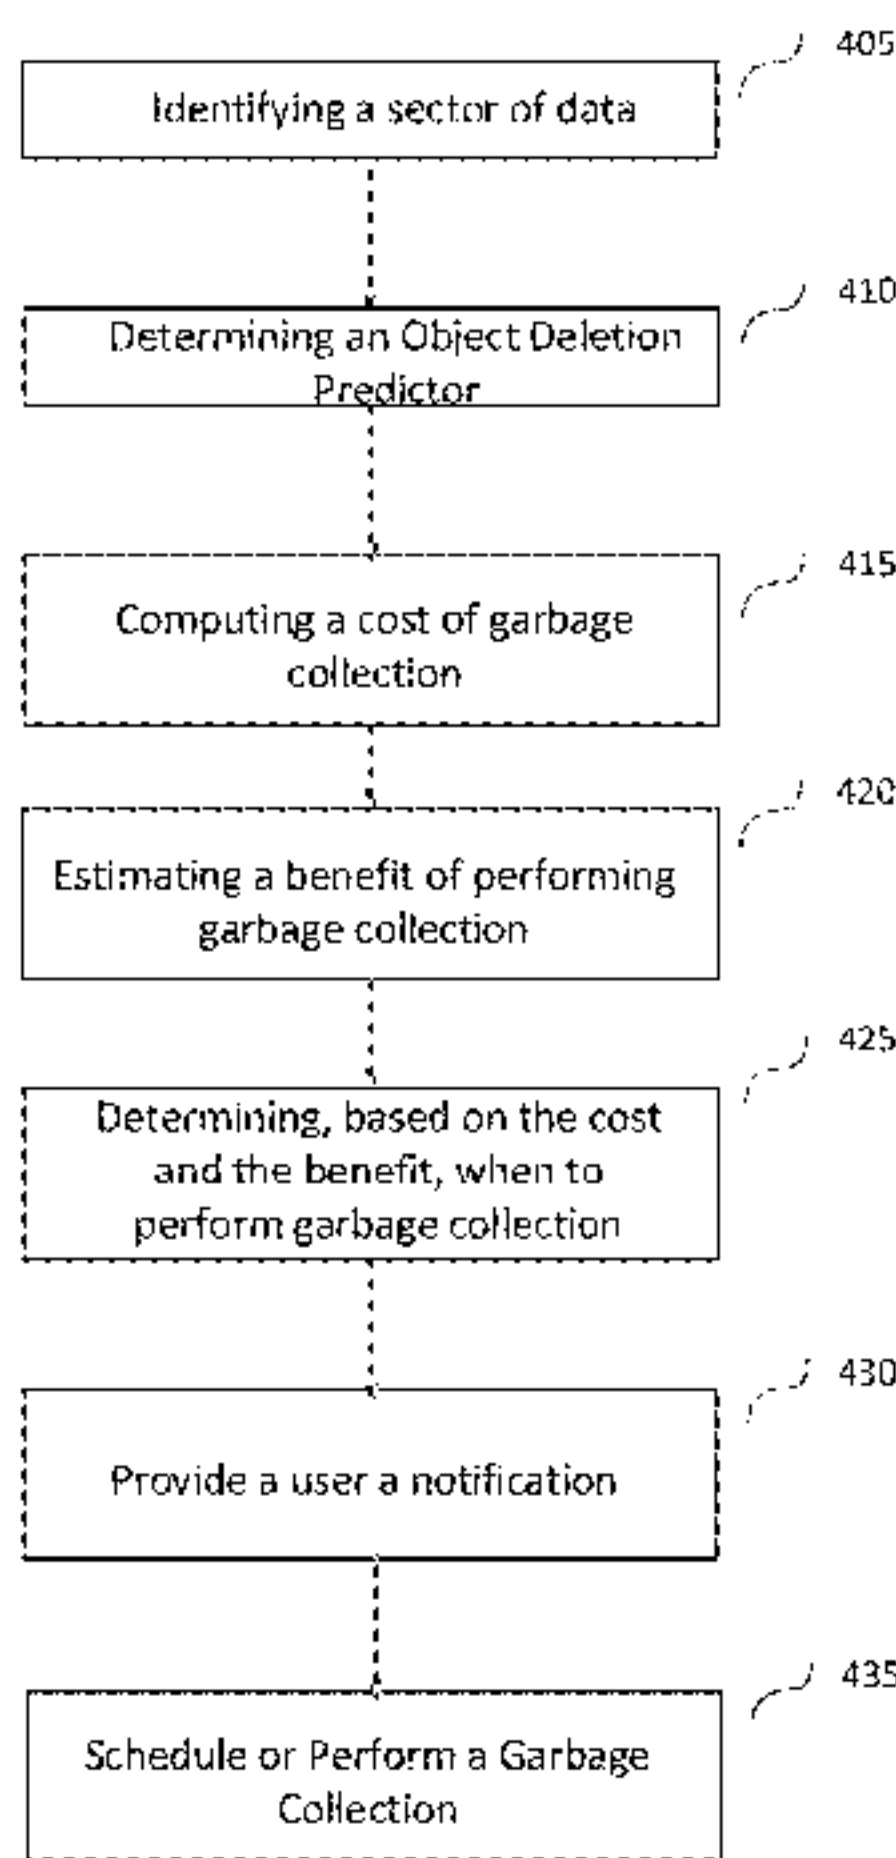 405
Identifying a sector of data
410
Determining an Object Deletion
Predictor
415
Computing a cost of garbage
collection
420
Estimating a benefit of performing
garbage collection
425
Determining, based on the cost
and the benefit, when to
perform garbage collection
430
Provide a user a notification
435
Schedule or Perform a Garbage
Collection